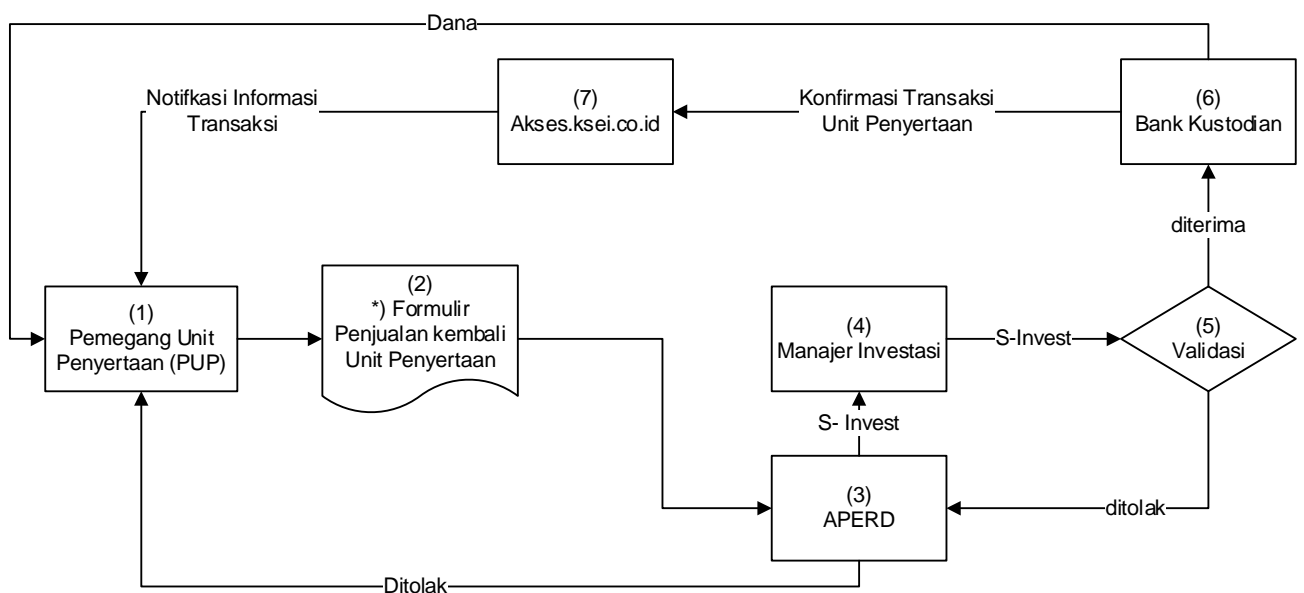 Dana
Notifkasi Informasi
Transaksi
(7)
Akses.ksei.co.id
Konfirmasi Transaksi
Unit Penyertaan
(6)
Bank Kustodian
diterima
(1)
Pemegang Unit
Penyertaan (PUP)
(2)
*) Formulir
Penjualan kembali
Unit Penyertaan
(4)
Manajer Investasi
S-Invest
(5)
Validasi
S- Invest
(3)
APERD
ditolak
Ditolak